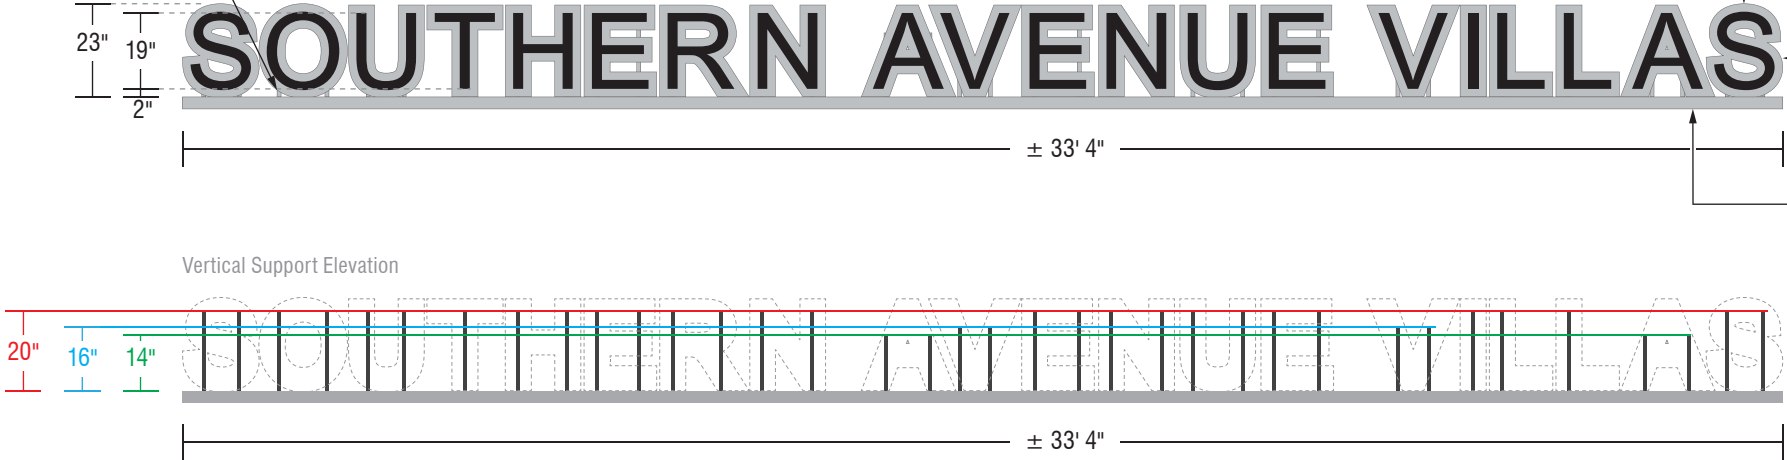 SOUTHERN AVENUE VILLAS
23"
19"
2"
± 33' 4"
Vertical Support Elevation
SOUTHERN AVENUE VILLAS
20"
16"
14"
± 33' 4"